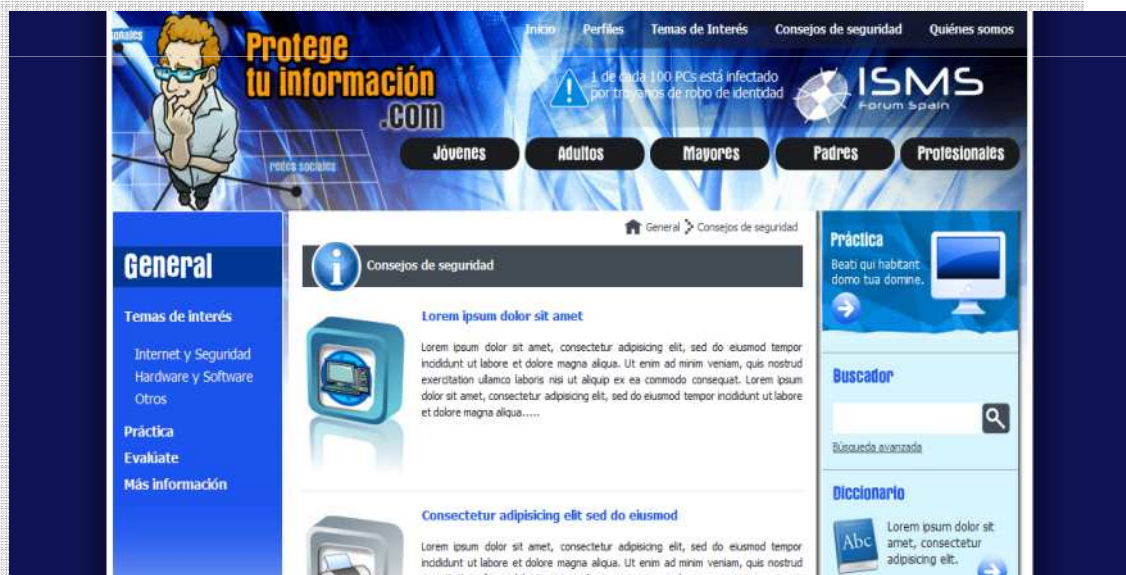 onales
Protege
tu información
.com
Inicio Perfiles Temas de Interés Consejos de seguridad Quiénes somos
1 de cada 100 PCs está infectado
por troyanos de robo de identidad
ISMS
Forum Spain
redes sociales
Jóvenes Adultos Mayores Padres Profesionales
General
Temas de interés
Internet y Seguridad
Hardware y Software
Otros
Práctica
Evalúate
Más información
General Consejos de seguridad
Consejos de seguridad
Lorem ipsum dolor sit amet
Lorem ipsum dolor sit amet, consectetur adipisicing elit, sed do eiusmod tempor
incididunt ut labore et dolore magna aliqua. Ut enim ad minim veniam, quis nostrud
exercitation ullamco laboris nisi ut aliquip ex ea commodo consequat. Lorem ipsum
dolor sit amet, consectetur adipisicing elit, sed do eiusmod tempor incididunt ut labore
et dolore magna aliqua.....
Consectetur adipisicing elit sed do eiusmod
Lorem ipsum dolor sit amet, consectetur adipisicing elit, sed do eiusmod tempor
incididunt ut labore et dolore magna aliqua. Ut enim ad minim veniam, quis nostrud
Práctica
Beati qui habitant
domo tua domine.
Buscador
Búsqueda avanzada
Diccionario
Abc
Lorem ipsum dolor sit
amet, consectetur
adipisicing elit.